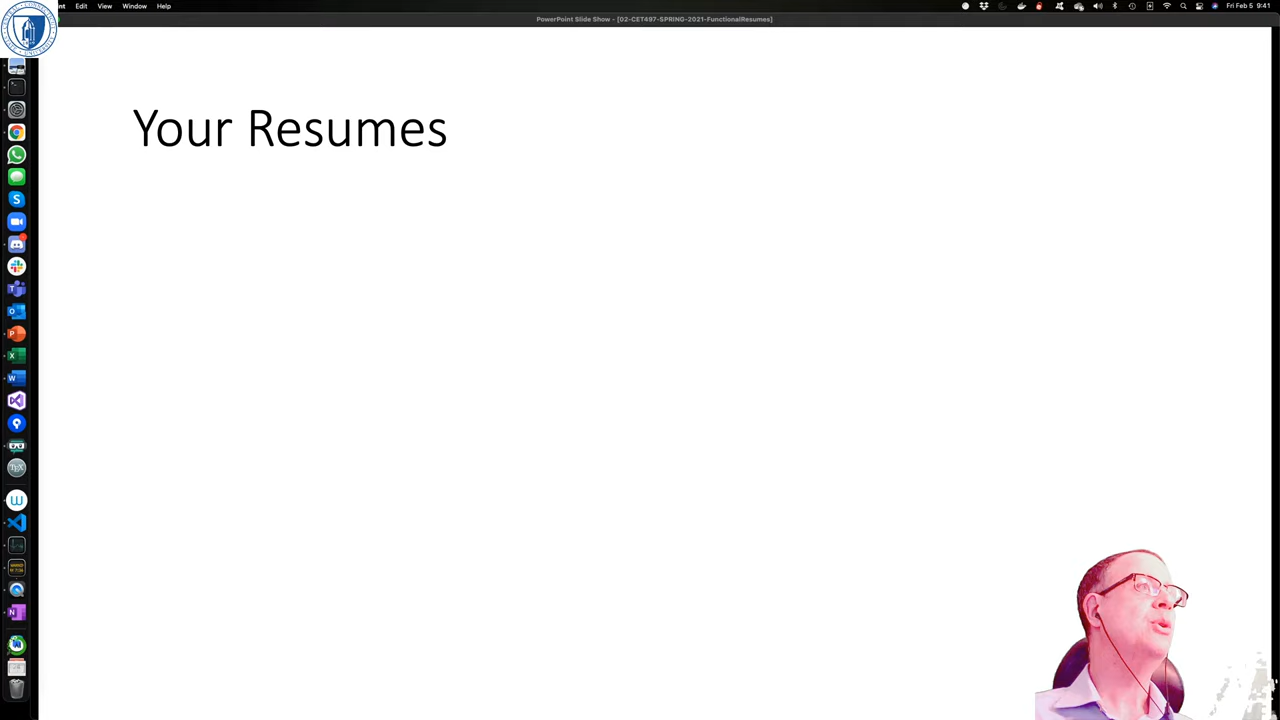 Edit View Window Help
Fri Feb 5 9:41
PowerPoint Slide Show - [02-CET497-SPRING-2021-FunctionalResumes]
Your Resumes